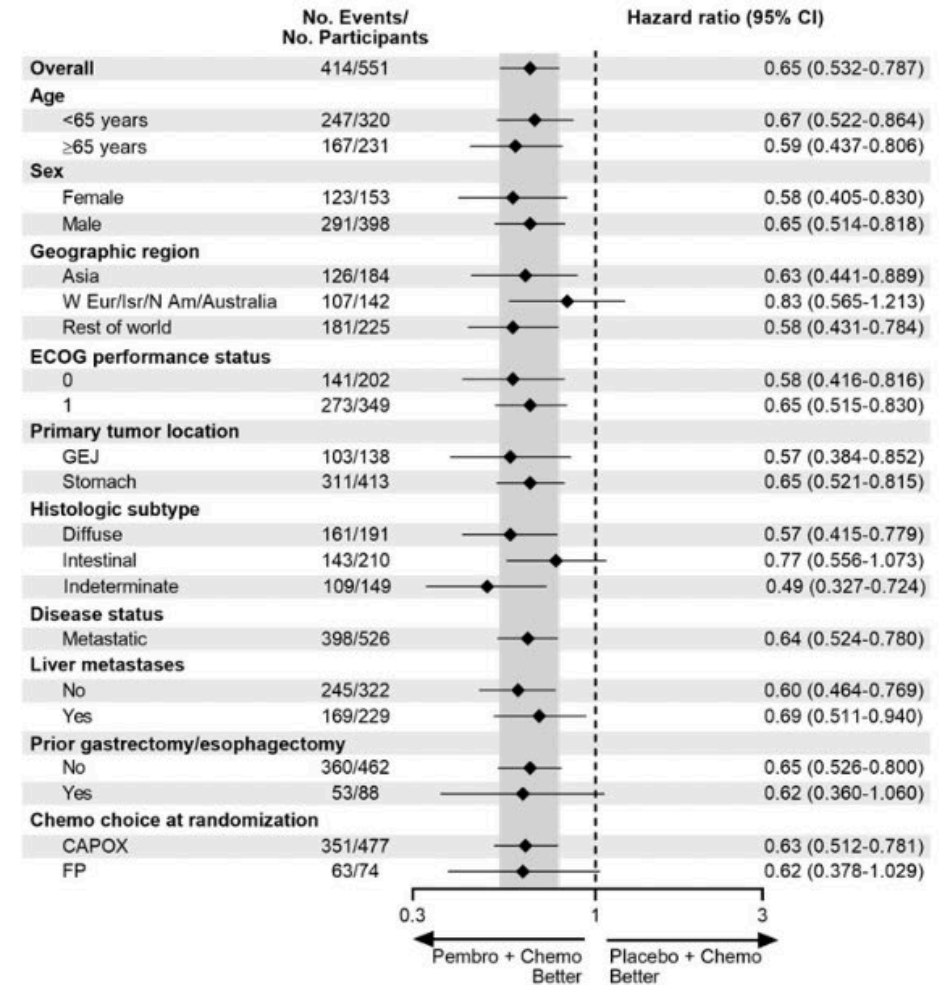 No. Events/
No. Participants
Hazard ratio (95% CI)
Overall 414/551 0.65 (0.532-0.787)
Age
<65 years 247/320 0.67 (0.522-0.864)
≥65 years 167/231 0.59 (0.437-0.806)
Sex
Female 123/153 0.58 (0.405-0.830)
Male 291/398 0.65 (0.514-0.818)
Geographic region
Asia 126/184 0.63 (0.441-0.889)
W Eur/Isr/N Am/Australia 107/142 0.83 (0.565-1.213)
Rest of world 181/225 0.58 (0.431-0.784)
ECOG performance status
0 141/202 0.58 (0.416-0.816)
1 273/349 0.65 (0.515-0.830)
Primary tumor location
GEJ 103/138 0.57 (0.384-0.852)
Stomach 311/413 0.65 (0.521-0.815)
Histologic subtype
Diffuse 161/191 0.57 (0.415-0.779)
Intestinal 143/210 0.77 (0.556-1.073)
Indeterminate 109/149 0.49 (0.327-0.724)
Disease status
Metastatic 398/526 0.64 (0.524-0.780)
Liver metastases
No 245/322 0.60 (0.464-0.769)
Yes 169/229 0.69 (0.511-0.940)
Prior gastrectomy/esophagectomy
No 360/462 0.65 (0.526-0.800)
Yes 53/88 0.62 (0.360-1.060)
Chemo choice at randomization
CAPOX 351/477 0.63 (0.512-0.781)
FP 63/74 0.62 (0.378-1.029)
0.3 1 3
Pembro + Chemo
Better
Placebo + Chemo
Better